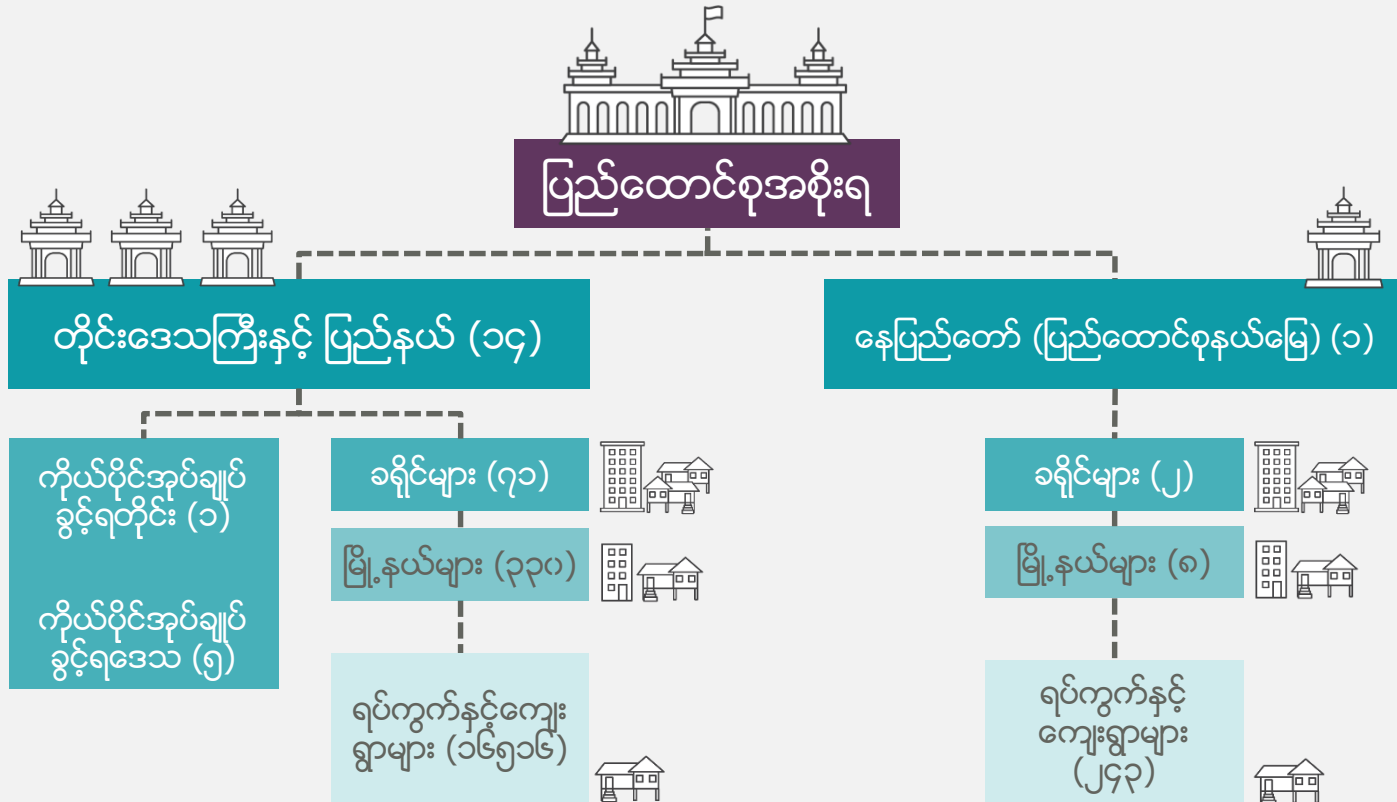 ပြည်ထောင်စုအစိုးရ
တိုင်းဒေသကြီးနှင့် ပြည်နယ် (၁၄)
နေပြည်တော် (ပြည်ထောင်စုနယ်မြေ) (၁)
ကိုယ်ပိုင်အုပ်ချုပ်
ခွင့်ရတိုင်း (၁)
ကိုယ်ပိုင်အုပ်ချုပ်
ခွင့်ရဒေသ (၅)
ခရိုင်များ (၇၁)
မြို့နယ်များ (၃၃၀)
ရပ်ကွက်နှင့်ကျေး
ရွာများ (၁၆၅၁၆)
ခရိုင်များ (၂)
မြို့နယ်များ (၈)
ရပ်ကွက်နှင့်
ကျေးရွာများ
(၂၄၃)